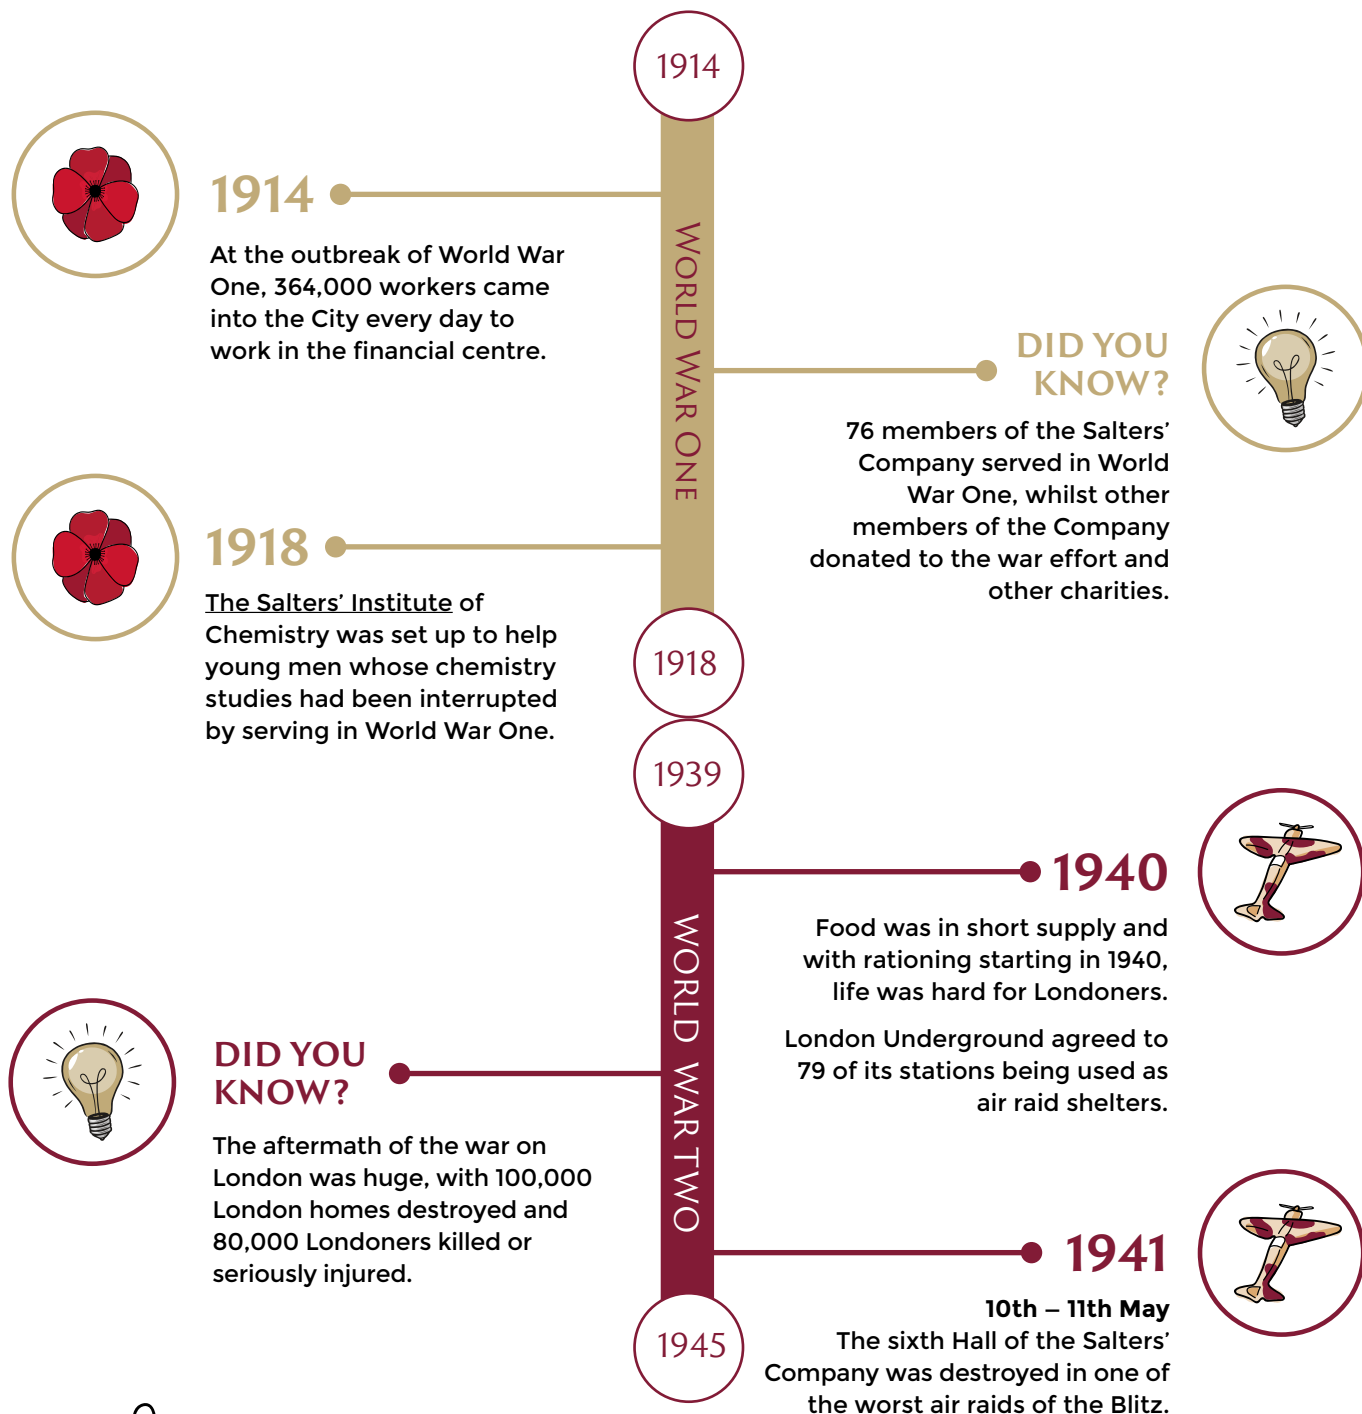 1914
1914
At the outbreak of World War
One, 364,000 workers came
into the City every day to
work in the financial centre.
WORLD WAR ONE
DID YOU
KNOW?
76 members of the Salters'
Company served in World
War One, whilst other
members of the Company
donated to the war effort and
other charities.
1918
The Salters' Institute of
Chemistry was set up to help
young men whose chemistry
studies had been interrupted
by serving in World War One.
1918
1939
1940
Food was in short supply and
with rationing starting in 1940,
life was hard for Londoners.
London Underground agreed to
79 of its stations being used as
air raid shelters.
WORLD WAR TWO
DID YOU
KNOW?
The aftermath of the war on
London was huge, with 100,000
London homes destroyed and
80,000 Londoners killed or
seriously injured.
1941
10th – 11th May
The sixth Hall of the Salters'
Company was destroyed in one of
the worst air raids of the Blitz.
1945